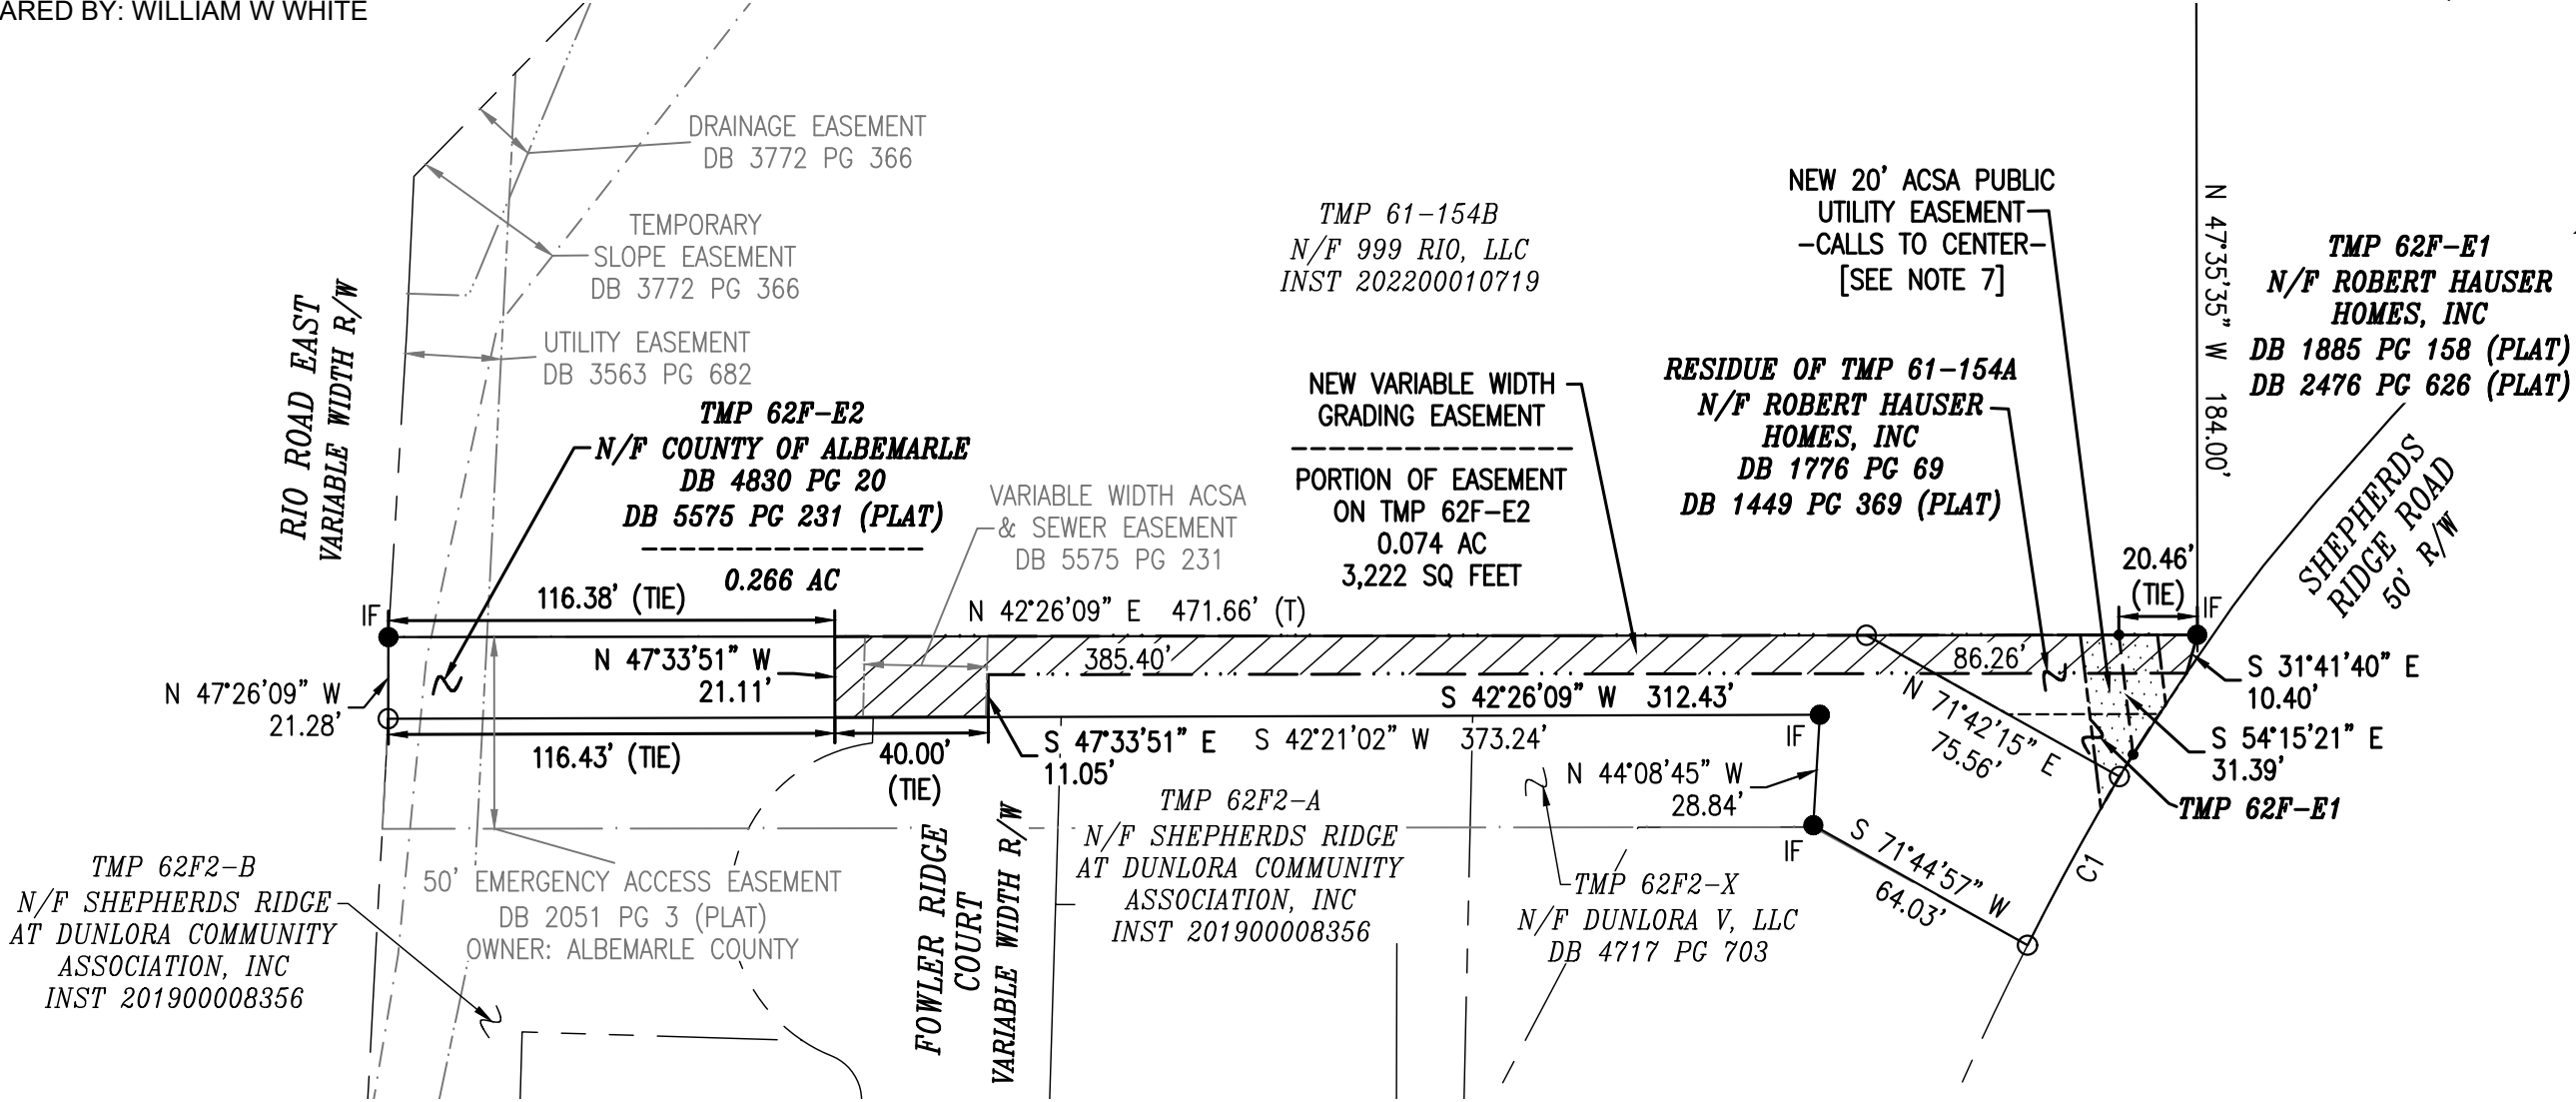 ARED BY: WILLIAM W WHITE
DRAINAGE EASEMENT
DB 3772 PG 366
TEMPORARY
SLOPE EASEMENT
DB 3772 PG 366
UTILITY EASEMENT
DB 3563 PG 682
RIO ROAD EAST
VARIABLE WIDTH R/W
TMP 62F-E2
N/F COUNTY OF ALBEMARLE
DB 4830 PG 20
DB 5575 PG 231 (PLAT)
0.266 AC
VARIABLE WIDTH ACSA
& SEWER EASEMENT
DB 5575 PG 231
TMP 61-154B
N/F 999 RIO, LLC
INST 202200010719
NEW VARIABLE WIDTH
GRADING EASEMENT
PORTION OF EASEMENT
ON TMP 62F-E2
0.074 AC
3,222 SQ FEET
NEW 20' ACSA PUBLIC
UTILITY EASEMENT
-CALLS TO CENTER-
[SEE NOTE 7]
RESIDUE OF TMP 61-154A
N/F ROBERT HAUSER
HOMES, INC
DB 1776 PG 69
DB 1449 PG 369 (PLAT)
N 47°35'35" W 184.00'
TMP 62F-E1
N/F ROBERT HAUSER
HOMES, INC
DB 1885 PG 158 (PLAT)
DB 2476 PG 626 (PLAT)
SHEPHERDS
RIDGE ROAD
50' R/W
20.46'
(TIE)
IF
IF
116.38' (TIE)
N 42°26'09" E 471.66' (T)
N 47°33'51" W
21.11'
385.40'
86.26'
N 47°26'09" W
21.28'
S 42°26'09" W 312.43'
S 31°41'40" E
10.40'
N 71°42'15" E
75.56'
S 54°15'21" E
31.39'
TMP 62F-E1
116.43' (TIE)
40.00'
(TIE)
S 47°33'51" E
11.05'
S 42°21'02" W 373.24'
IF
N 44°08'45" W
28.84'
IF
S 71°44'57" W
64.03'
C1
TMP 62F2-B
N/F SHEPHERDS RIDGE
AT DUNLORA COMMUNITY
ASSOCIATION, INC
INST 201900008356
50' EMERGENCY ACCESS EASEMENT
DB 2051 PG 3 (PLAT)
OWNER: ALBEMARLE COUNTY
FOWLER RIDGE
COURT
VARIABLE WIDTH R/W
TMP 62F2-A
N/F SHEPHERDS RIDGE
AT DUNLORA COMMUNITY
ASSOCIATION, INC
INST 201900008356
TMP 62F2-X
N/F DUNLORA V, LLC
DB 4717 PG 703